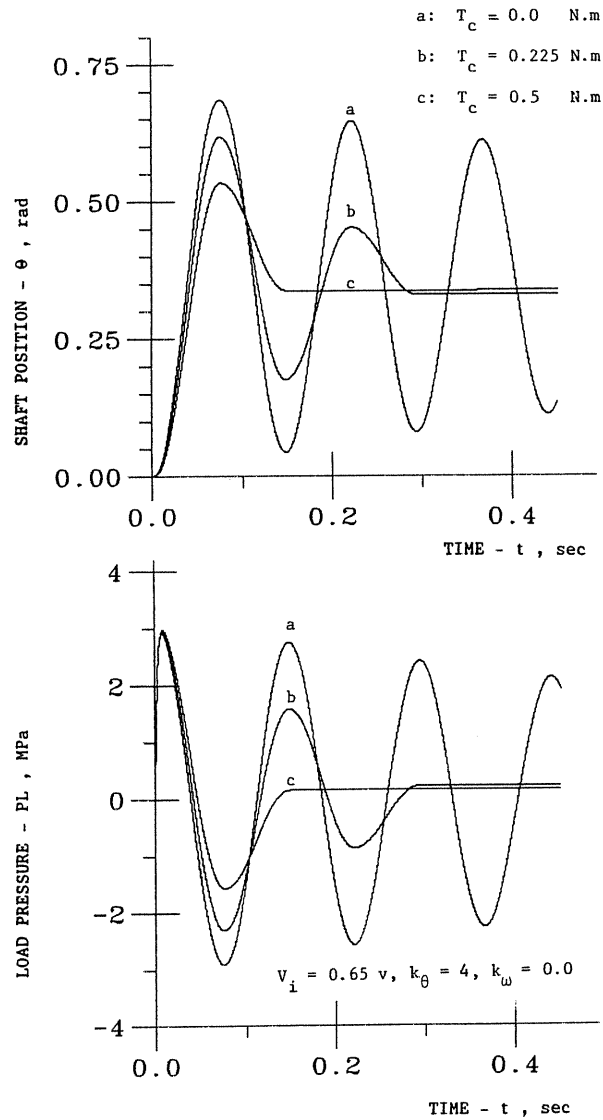 a: T_c = 0.0 N.m
b: T_c = 0.225 N.m
c: T_c = 0.5 N.m
0.75
0.50
0.25
0.00
SHAFT POSITION - θ , rad
a
b
c
0.0
0.2
0.4
TIME - t , sec
4
2
0
-2
-4
LOAD PRESSURE - PL , MPa
a
b
c
V_i = 0.65 v, k_θ = 4, k_ω = 0.0
0.0
0.2
0.4
TIME - t , sec